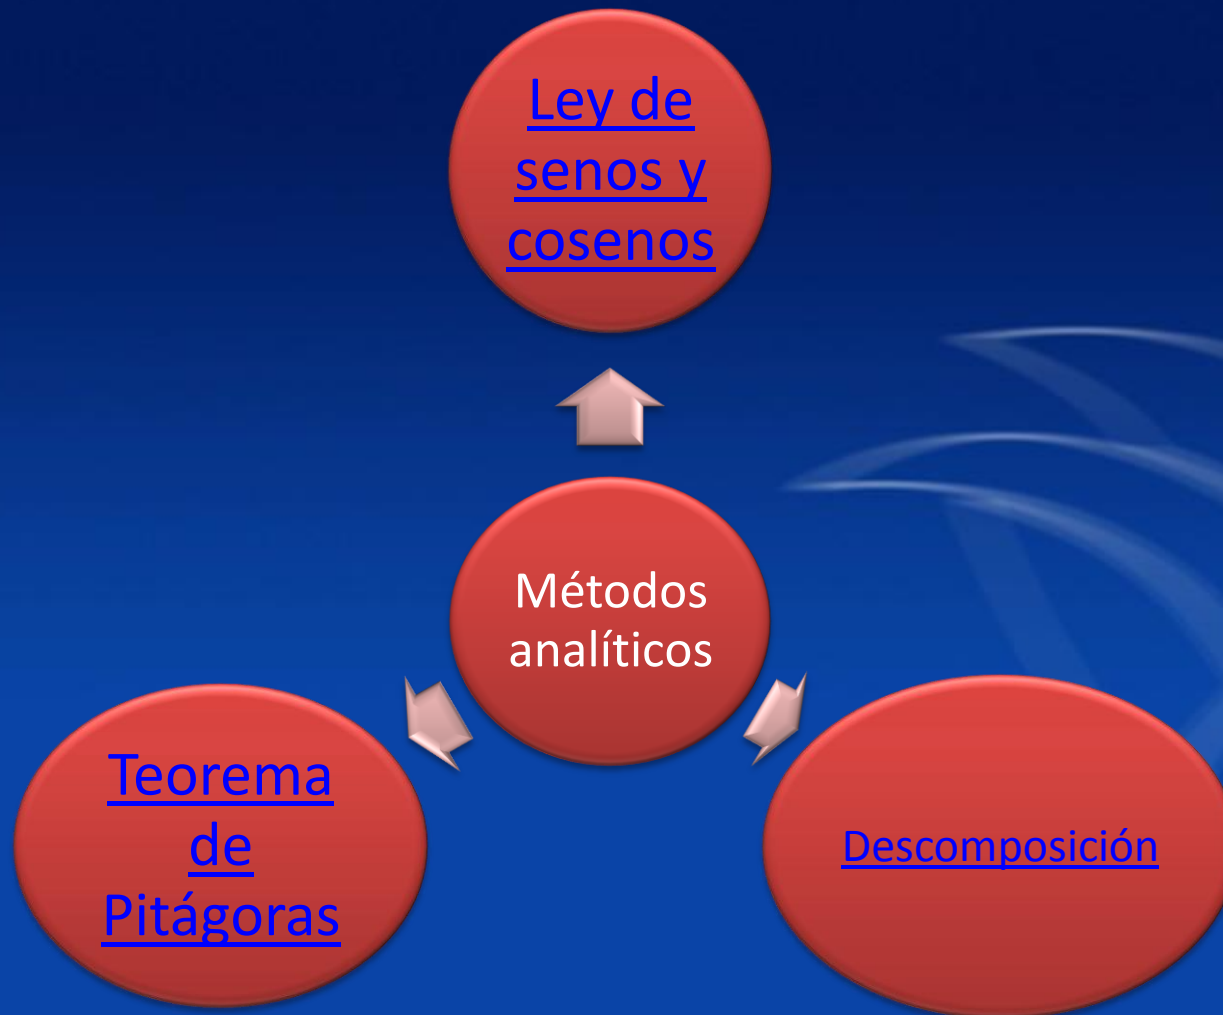 Ley de
senos y
cosenos
Métodos
analíticos
Teorema
de
Pitágoras
Descomposición